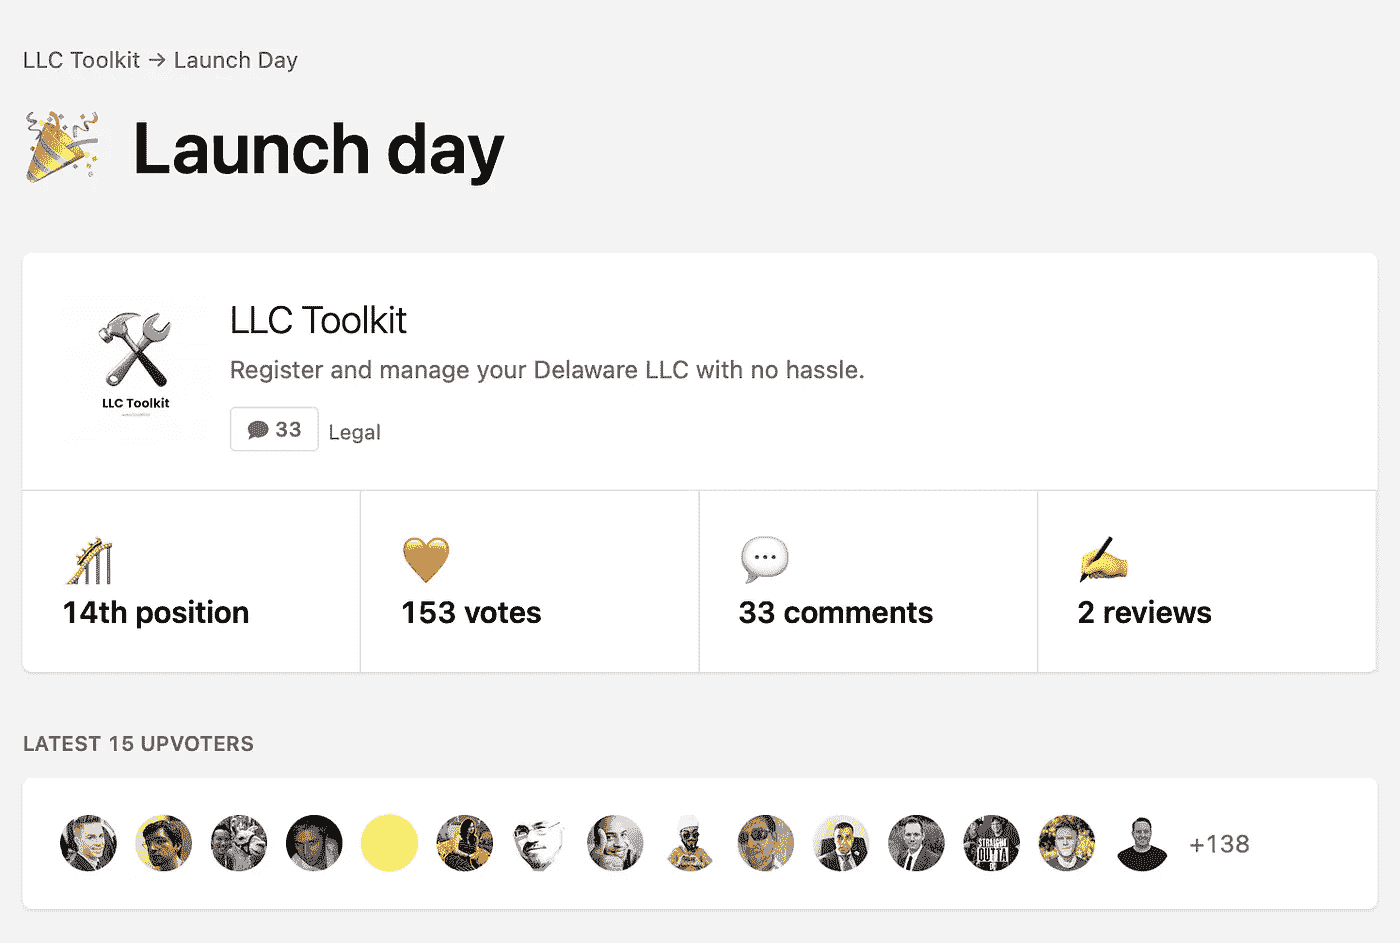 LLC Toolkit → Launch Day
Launch day
LLC Toolkit
Register and manage your Delaware LLC with no hassle.
LLC Toolkit
33 Legal
14th position
153 votes
33 comments
2 reviews
LATEST 15 UPVOTERS
STRAIGHT
OUTTA
+138